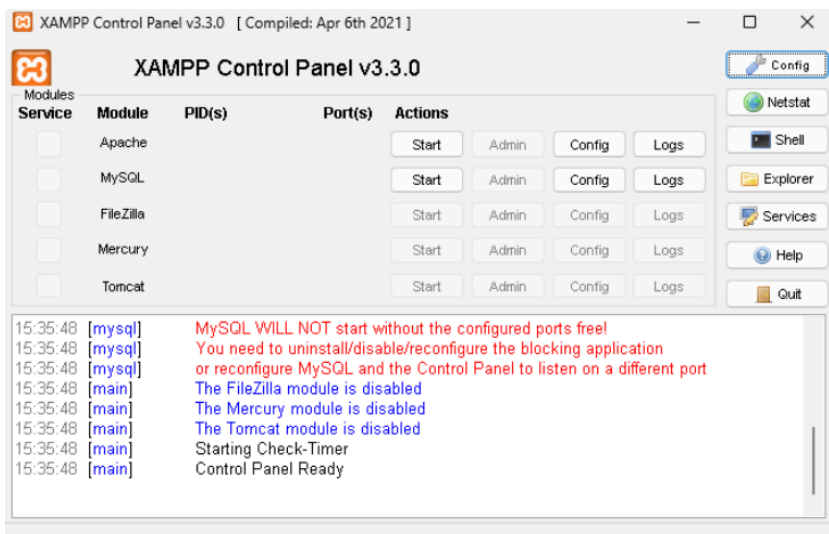 XAMPP Control Panel v3.3.0 [ Compiled: Apr 6th 2021 ]
XAMPP Control Panel v3.3.0
Config
Modules
Service Module PID(s) Port(s) Actions
Netstat
Apache Start Admin Config Logs
Shell
MySQL Start Admin Config Logs
Explorer
FileZilla Start Admin Config Logs
Services
Mercury Start Admin Config Logs
Help
Tomcat Start Admin Config Logs
Quit
15:35:48 [mysql] MySQL WILL NOT start without the configured ports free!
15:35:48 [mysql] You need to uninstall/disable/reconfigure the blocking application
15:35:48 [mysql] or reconfigure MySQL and the Control Panel to listen on a different port
15:35:48 [main] The FileZilla module is disabled
15:35:48 [main] The Mercury module is disabled
15:35:48 [main] The Tomcat module is disabled
15:35:48 [main] Starting Check-Timer
15:35:48 [main] Control Panel Ready